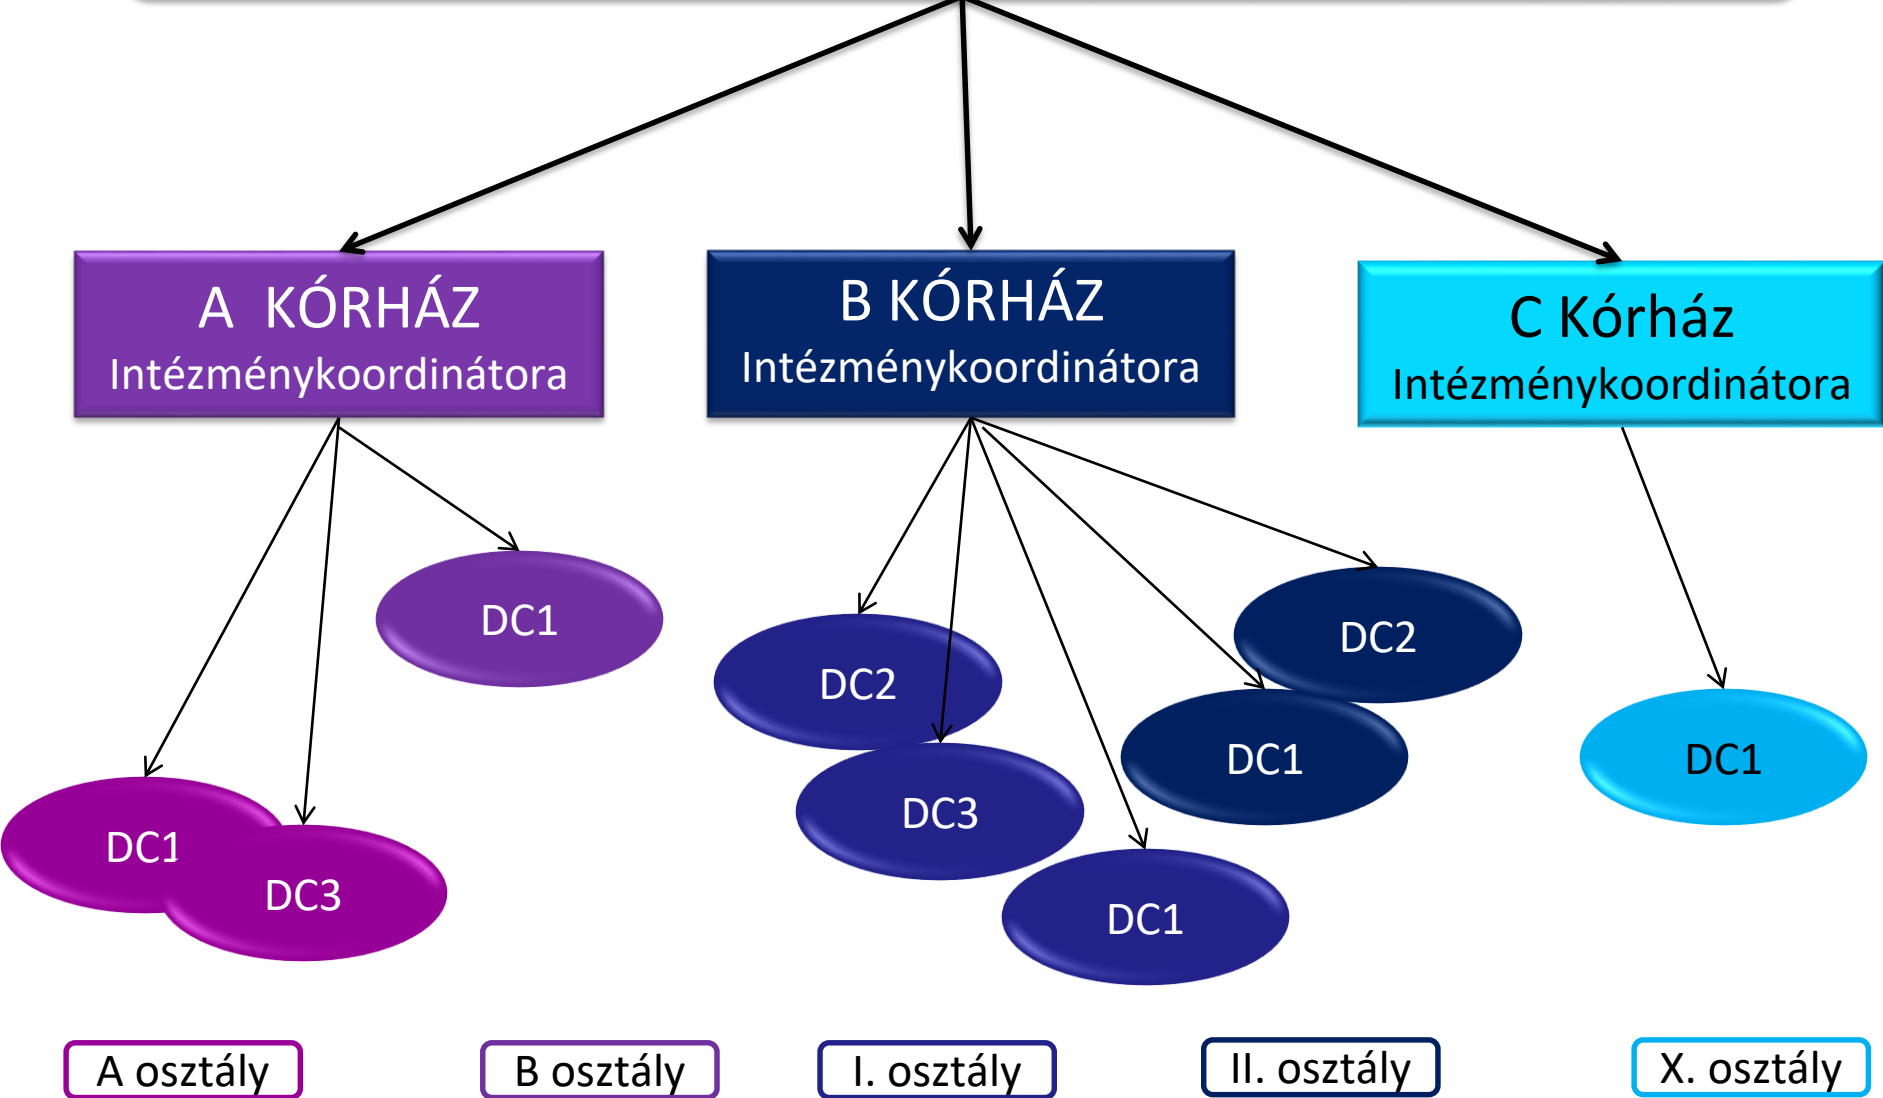 A  KÓRHÁZ
Intézménykoordinátora
B KÓRHÁZ
Intézménykoordinátora
C Kórház
Intézménykoordinátora
DC1
DC2
DC2
DC1
DC1
DC3
DC1
DC3
DC1
A osztály
B osztály
I. osztály
II. osztály
X. osztály